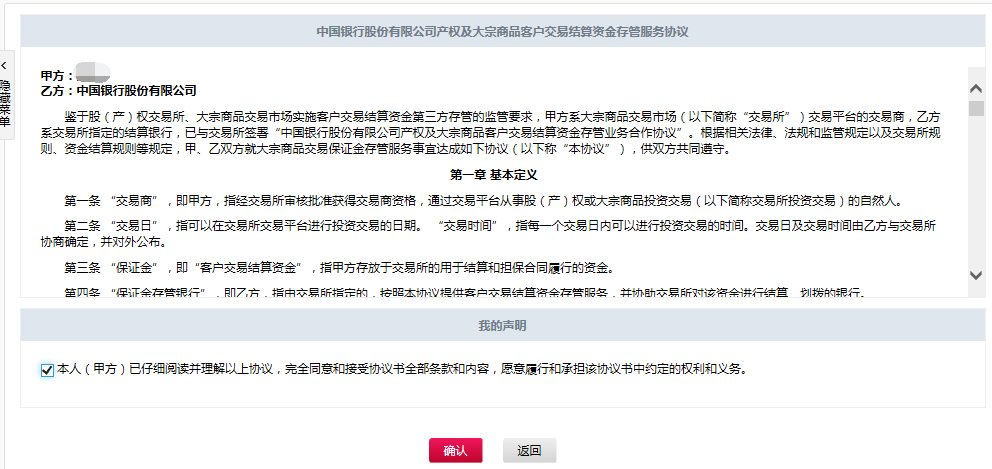 中国银行股份有限公司产权及大宗商品客户交易结算资金存管服务协议
隐藏菜单
甲方：
乙方：中国银行股份有限公司
鉴于股（产）权交易所、大宗商品交易市场实施客户交易结算资金第三方存管的监管要求，甲方系大宗商品交易市场（以下简称“交易所”）交易平台的交易商，乙方
系交易所指定的结算银行，已与交易所签署“中国银行股份有限公司产权及大宗商品客户交易结算资金存管业务合作协议”。根据相关法律、法规和监管规定以及交易所规
则、资金结算规则等规定，甲、乙双方就大宗商品交易保证金存管服务事宜达成如下协议（以下称“本协议”），供双方共同遵守。
第一章 基本定义
第一条 “交易商”，即甲方，指经交易所审核批准获得交易商资格，通过交易平台从事股（产）权或大宗商品投资交易（以下简称交易所投资交易）的自然人。
第二条 “交易日”，指可以在交易所交易平台进行投资交易的日期。 “交易时间”，指每一个交易日内可以进行投资交易的时间。交易日及交易时间由乙方与交易所
协商确定，并对外公布。
第三条 “保证金”，即“客户交易结算资金”，指甲方存放于交易所的用于结算和担保合同履行的资金。
第四条 “保证金存管银行”，即乙方，指由交易所指定的，按照本协议提供客户交易结算资金存管服务，并协助交易所对该资金进行结算、划拨的银行。
我的声明
本人（甲方）已仔细阅读并理解以上协议，完全同意和接受协议书全部条款和内容，愿意履行和承担该协议书中约定的权利和义务。
确认
返回